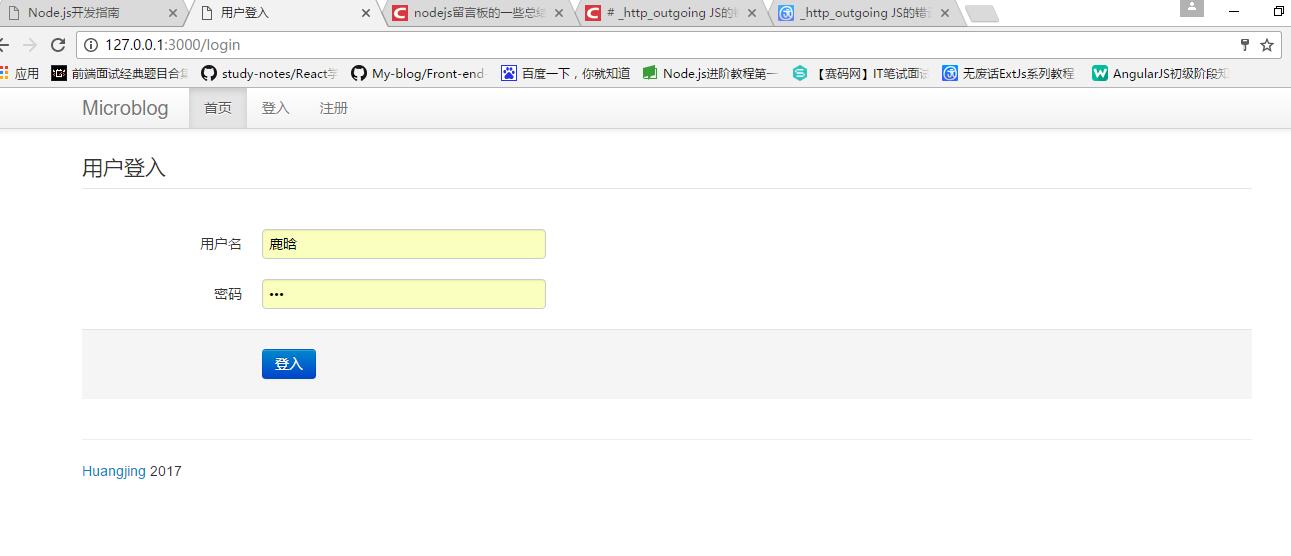 Node.js开发指南
用户登入
nodejs留言板的一些总结
# _http_outgoing JS的
_http_outgoing JS的错
127.0.0.1:3000/login
应用
前端面试经典题目合集
study-notes/React学
My-blog/Front-end-
百度一下，你就知道
Node.js进阶教程第一
【赛码网】IT笔试面试
无废话ExtJs系列教程
AngularJS初级阶段知
Microblog
首页
登入
注册
用户登入
用户名
鹿晗
密码
•••
登入
Huangjing 2017